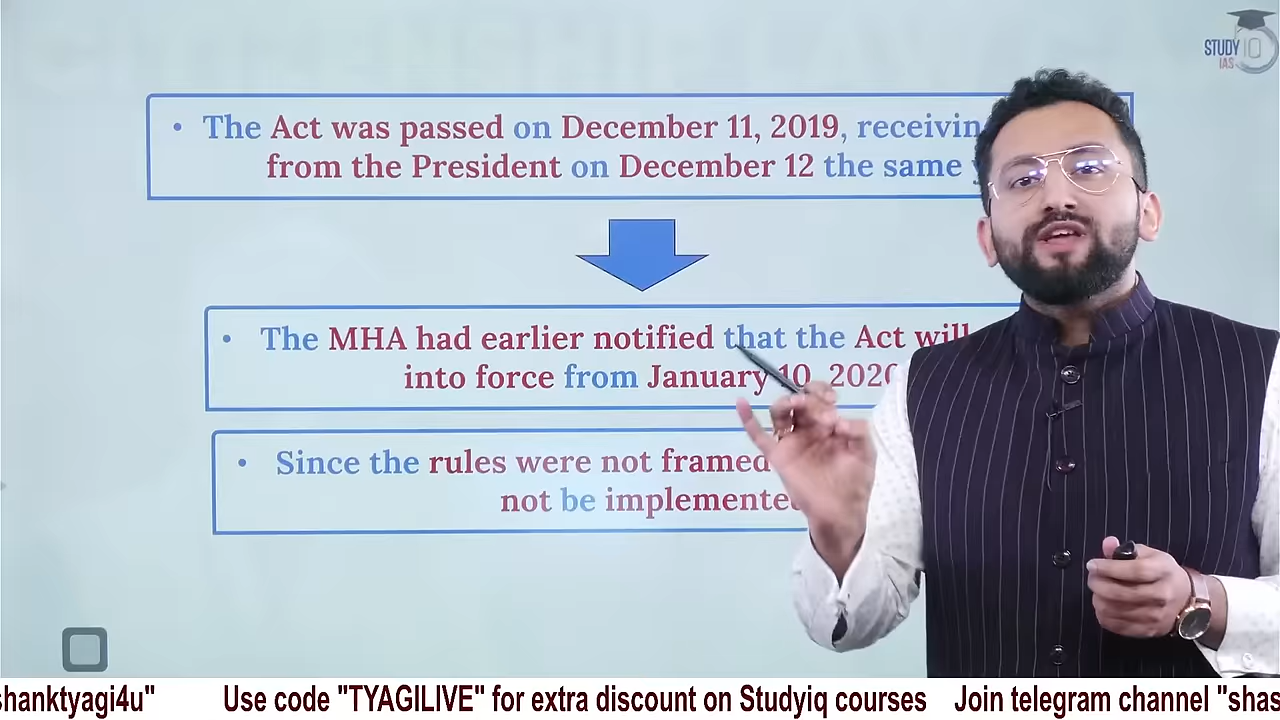 STUDY IQ
IAS
• The Act was passed on December 11, 2019, receivin
from the President on December 12 the same
• The MHA had earlier notified that the Act will
into force from January 10, 2020
• Since the rules were not framed
not be implemented
shanktyagi4u" Use code "TYAGILIVE" for extra discount on Studyiq courses Join telegram channel "shas